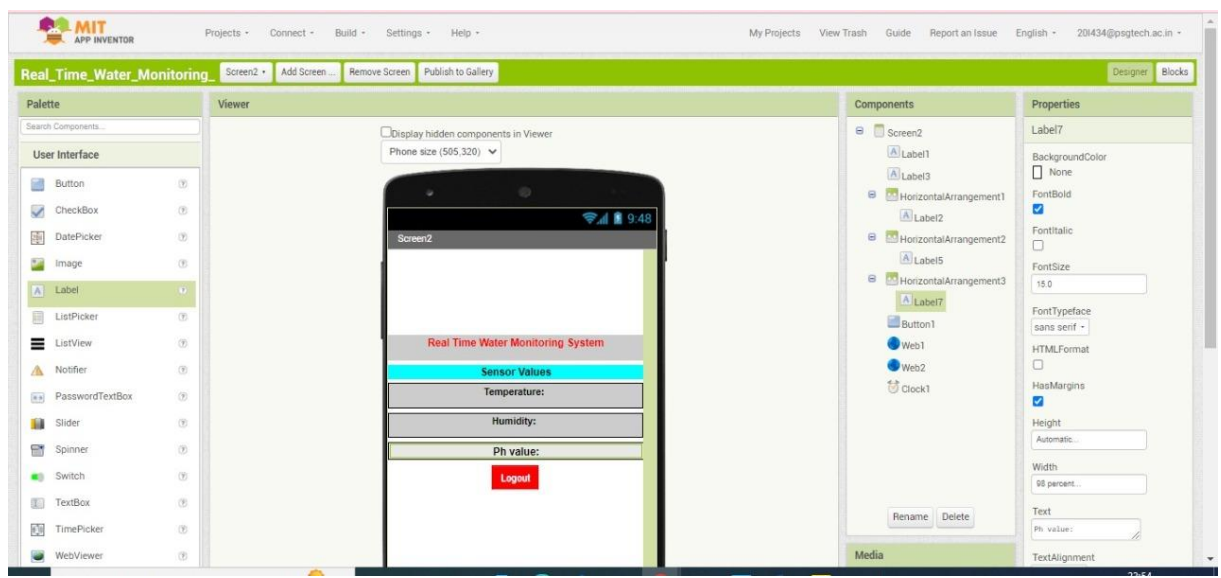 MIT
APP INVENTOR
Projects
Connect
Build
Settings
Help
My Projects
View Trash
Guide
Report an Issue
English
20l434@psgtech.ac.in
Real_Time_Water_Monitoring_
Screen2
Add Screen ...
Remove Screen
Publish to Gallery
Designer
Blocks
Palette
Search Components...
User Interface
Button
CheckBox
DatePicker
Image
Label
ListPicker
ListView
Notifier
PasswordTextBox
Slider
Spinner
Switch
TextBox
TimePicker
WebViewer
Viewer
Display hidden components in Viewer
Phone size (505,320)
9:48
Screen2
Real Time Water Monitoring System
Sensor Values
Temperature:
Humidity:
Ph value:
Logout
Components
Screen2
Label1
Label3
HorizontalArrangement1
Label2
HorizontalArrangement2
Label5
HorizontalArrangement3
Label7
Button1
Web1
Web2
Clock1
Rename
Delete
Media
Properties
Label7
BackgroundColor
None
FontBold
FontItalic
FontSize
15.0
FontTypeface
sans serif
HTMLFormat
HasMargins
Height
Automatic...
Width
98 percent...
Text
Ph value:
TextAlignment